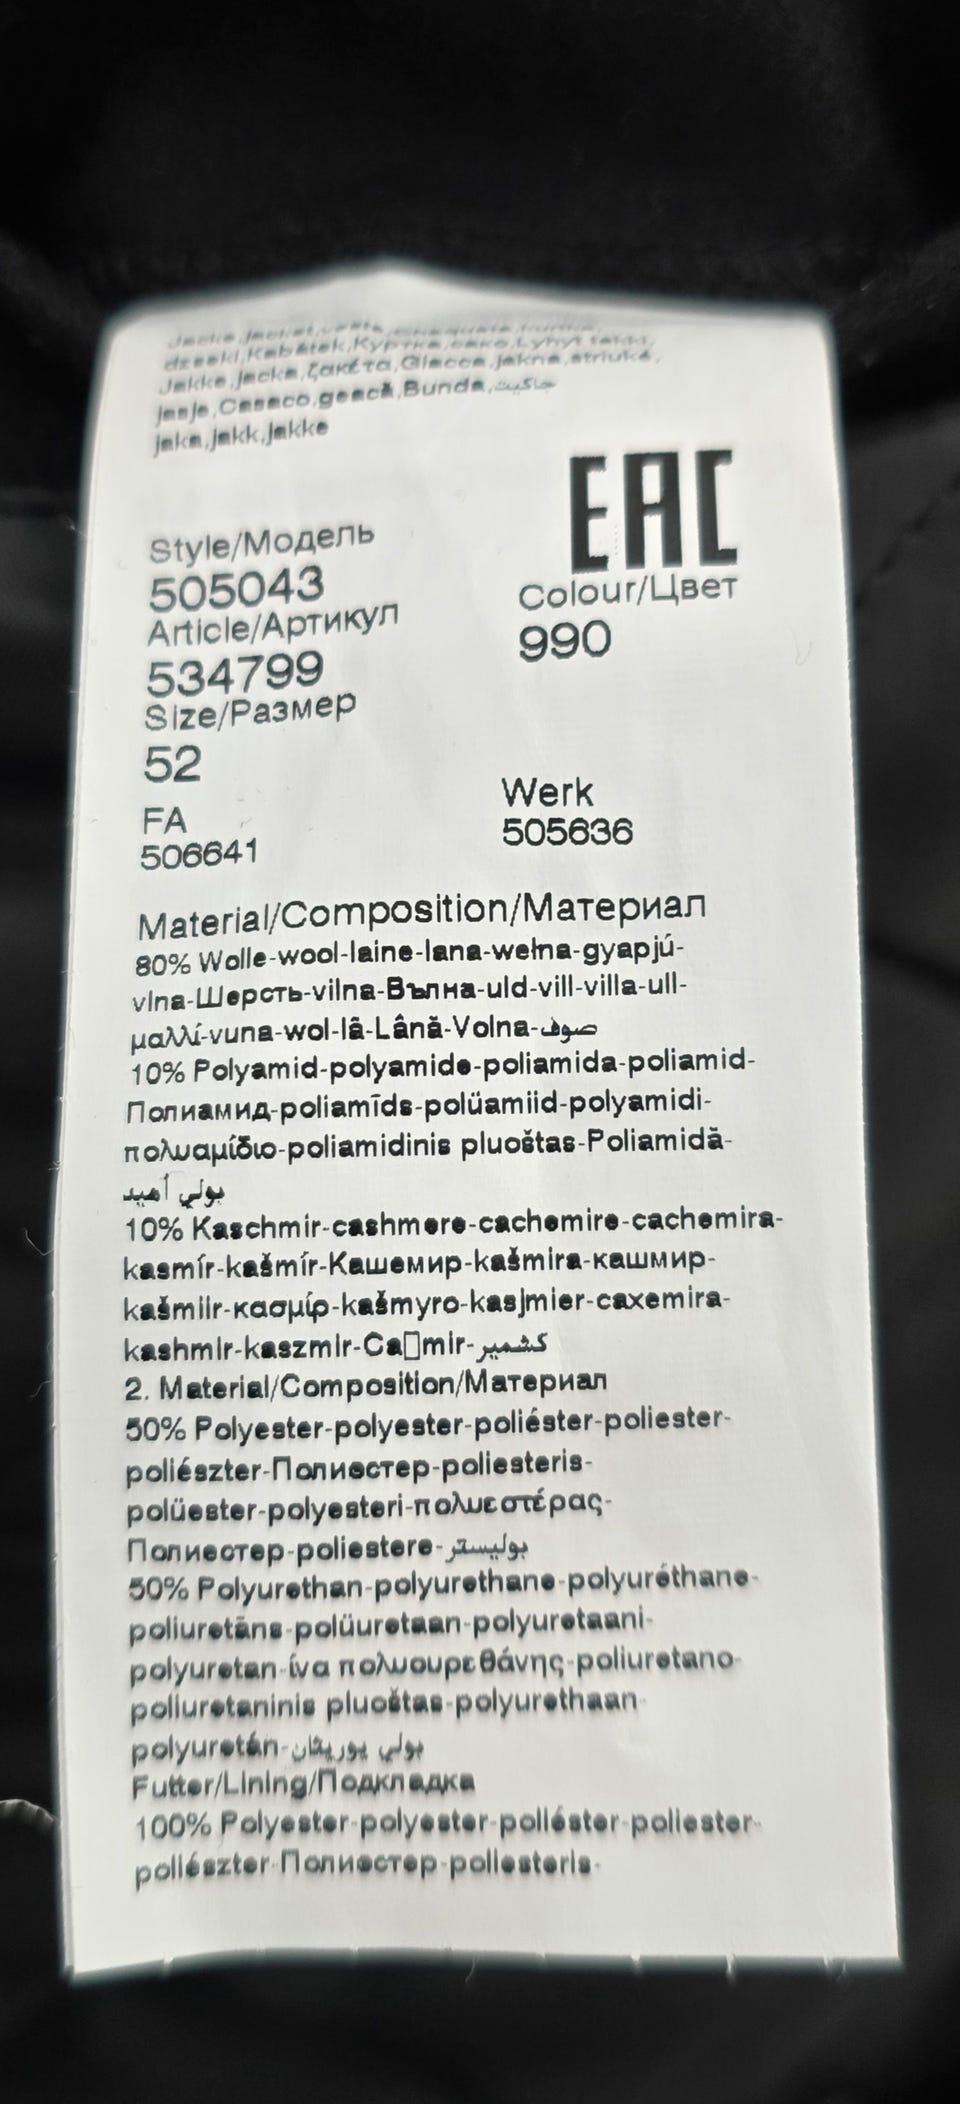 Jacke,Jacket,veste,
dzseki,Kabátek,Куртка,сако,Lyhyt takki,
Jakke,jacka,ζακέτα,Giacca,jakna,striukė,
jasje,Casaco,geacă,Bunda,جاكيت
jaka,jakk,jakke
EAC
Style/Модель
505043
Colour/Цвет
Article/Артикул
990
534799
Size/Размер
52
Werk
FA
505636
506641
Material/Composition/Материал
80% Wolle-wool-laine-lana-wełna-gyapjú-
vlna-Шерсть-vilna-Вълна-uld-vill-villa-ull-
μαλλί-vuna-wol-lã-Lână-Volna-صوف
10% Polyamid-polyamide-poliamida-poliamid-
Полиамид-poliamīds-polüamiid-polyamidi-
πολυαμίδιο-poliamidinis pluoštas-Poliamidă-
بولي أميد
10% Kaschmir-cashmere-cachemire-cachemira-
kasmír-kašmír-Кашемир-kašmira-кашмир-
kašmiir-κασμίρ-kašmyro-kasjmier-caxemira-
kashmir-kaszmir-Ca□mir-كشمير
2. Material/Composition/Материал
50% Polyester-polyester-poliéster-poliester-
poliészter-Полиэстер-poliesteris-
polüester-polyesteri-πολυεστέρας-
Полиестер-poliestere-بوليستر
50% Polyurethan-polyurethane-polyuréthane-
poliuretāns-polüuretaan-polyuretaani-
polyuretan-ίνα πολυουρεθάνης-poliuretano-
poliuretaninis pluoštas-polyurethaan-
polyuretán-بولي يوريثان
Futter/Lining/Подкладка
100% Polyester-polyester-poliéster-poliester-
poliészter-Полиэстер-poliesteris-